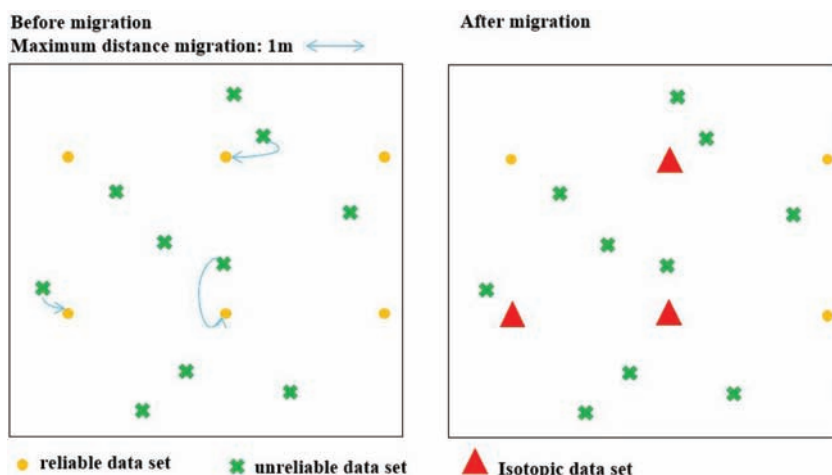 Before migration
Maximum distance migration: 1m
After migration
reliable data set
unreliable data set
Isotopic data set